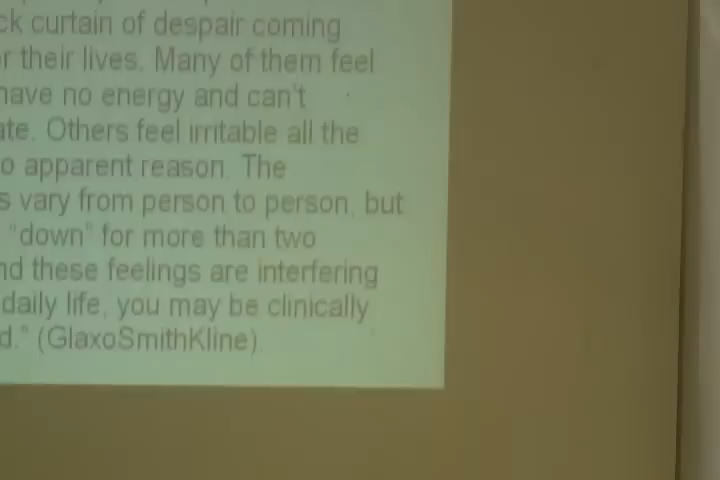 ck curtain of despair coming
r their lives. Many of them feel
have no energy and can't
ate. Others feel irritable all the
o apparent reason. The
s vary from person to person, but
"down" for more than two
nd these feelings are interfering
daily life, you may be clinically
d." (GlaxoSmithKline).